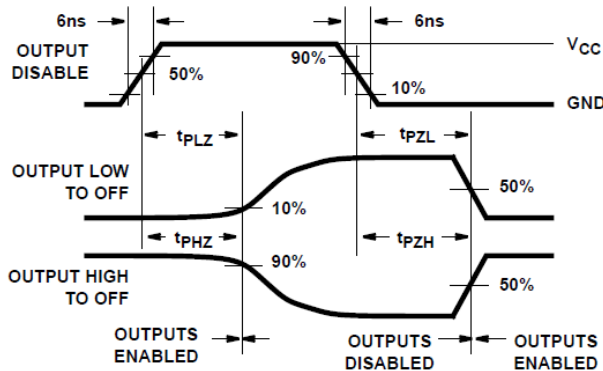 6ns
6ns
OUTPUT
DISABLE
50%
90%
10%
VCC
GND
tPLZ
tPZL
OUTPUT LOW
TO OFF
10%
50%
tPHZ
tPZH
OUTPUT HIGH
TO OFF
90%
50%
OUTPUTS
ENABLED
OUTPUTS
DISABLED
OUTPUTS
ENABLED